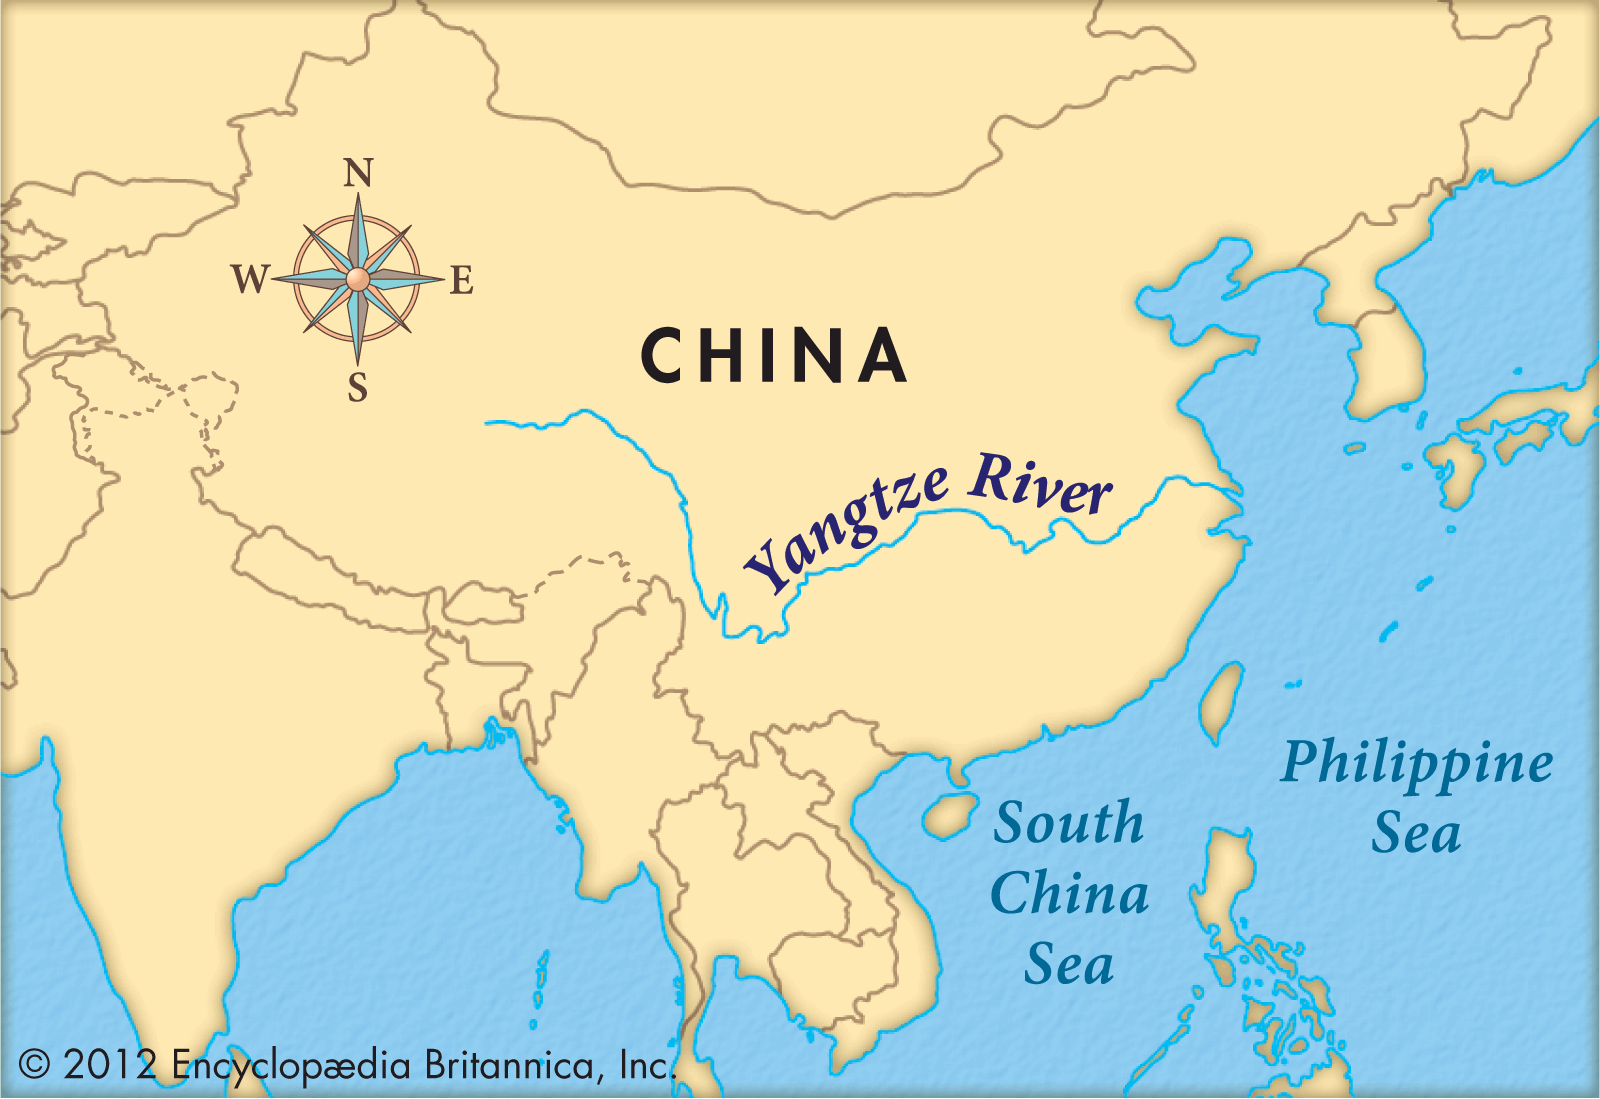 N
W
E
S
CHINA
Yangtze River
Philippine
Sea
South
China
Sea
© 2012 Encyclopædia Britannica, Inc.